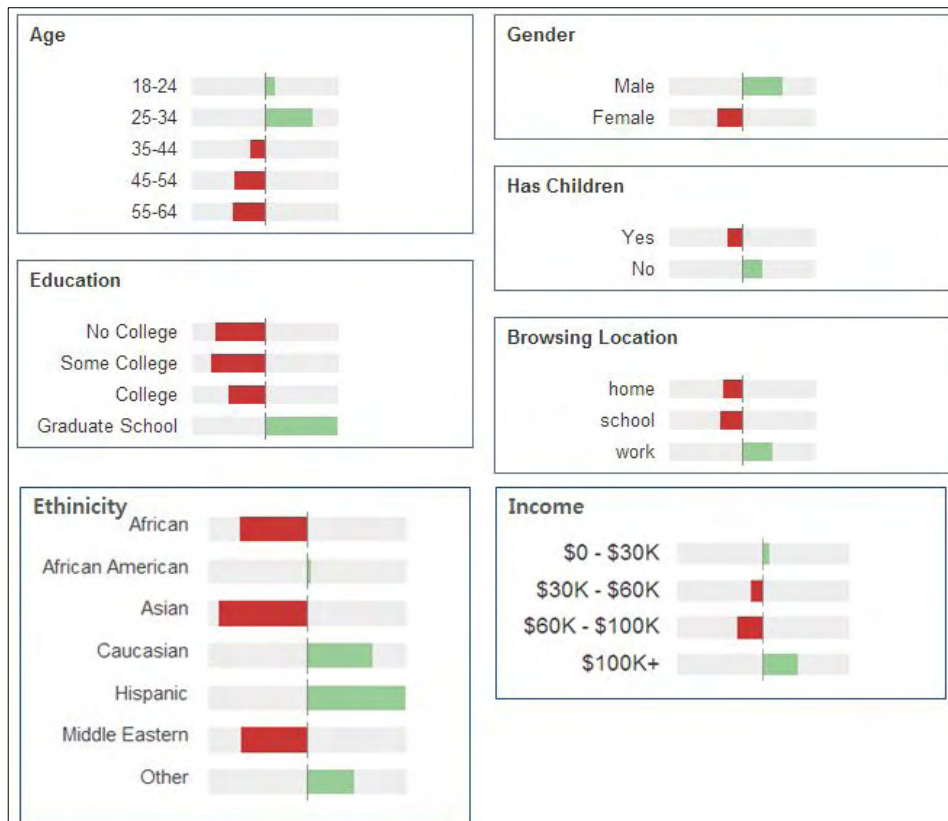 Age
18-24
25-34
35-44
45-54
55-64
Gender
Male
Female
Has Children
Yes
No
Education
No College
Some College
College
Graduate School
Browsing Location
home
school
work
Ethinicity
African
African American
Asian
Caucasian
Hispanic
Middle Eastern
Other
Income
$0 - $30K
$30K - $60K
$60K - $100K
$100K+